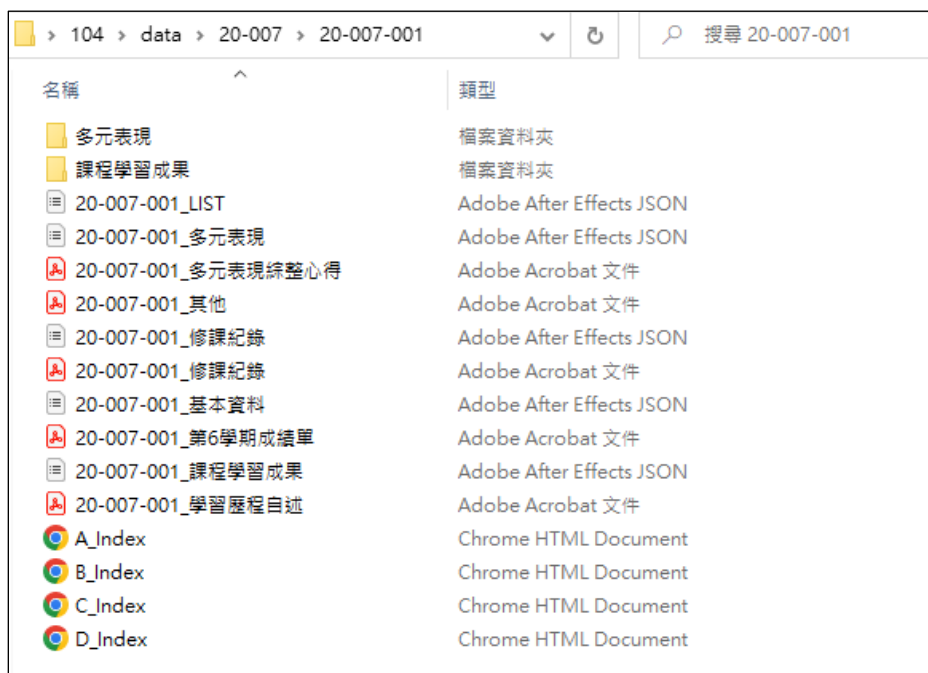 › 104 › data › 20-007 › 20-007-001 搜尋 20-007-001
名稱 類型
多元表現 檔案資料夾
課程學習成果 檔案資料夾
20-007-001_LIST Adobe After Effects JSON
20-007-001_多元表現 Adobe After Effects JSON
20-007-001_多元表現綜整心得 Adobe Acrobat 文件
20-007-001_其他 Adobe Acrobat 文件
20-007-001_修課紀錄 Adobe After Effects JSON
20-007-001_修課紀錄 Adobe Acrobat 文件
20-007-001_基本資料 Adobe After Effects JSON
20-007-001_第6學期成績單 Adobe Acrobat 文件
20-007-001_課程學習成果 Adobe After Effects JSON
20-007-001_學習歷程自述 Adobe Acrobat 文件
A_Index Chrome HTML Document
B_Index Chrome HTML Document
C_Index Chrome HTML Document
D_Index Chrome HTML Document